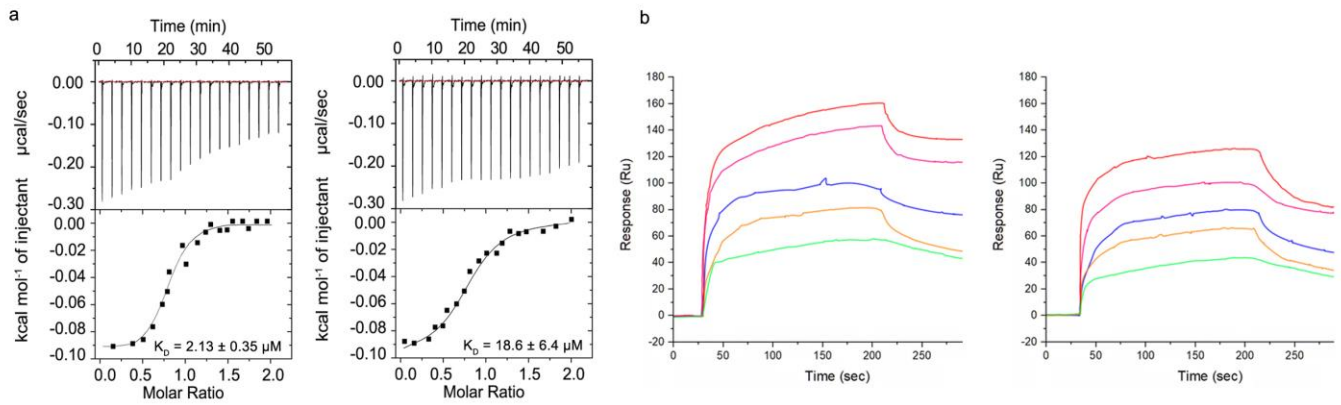 a
Time (min)
0 10 20 30 40 50
µcal/sec
0.00
-0.10
-0.20
-0.30
kcal mol⁻¹ of injectant
0.00
-0.02
-0.04
-0.06
-0.08
-0.10
K_D = 2.13 ± 0.35 µM
0.0 0.5 1.0 1.5 2.0
Molar Ratio
Time (min)
0 10 20 30 40 50
µcal/sec
0.00
-0.10
-0.20
-0.30
kcal mol⁻¹ of injectant
0.00
-0.02
-0.04
-0.06
-0.08
-0.10
K_D = 18.6 ± 6.4 µM
0.0 0.5 1.0 1.5 2.0
Molar Ratio
b
Response (Ru)
180
160
140
120
100
80
60
40
20
0
-20
0 50 100 150 200 250
Time (sec)
Response (Ru)
180
160
140
120
100
80
60
40
20
0
-20
0 50 100 150 200 250
Time (sec)